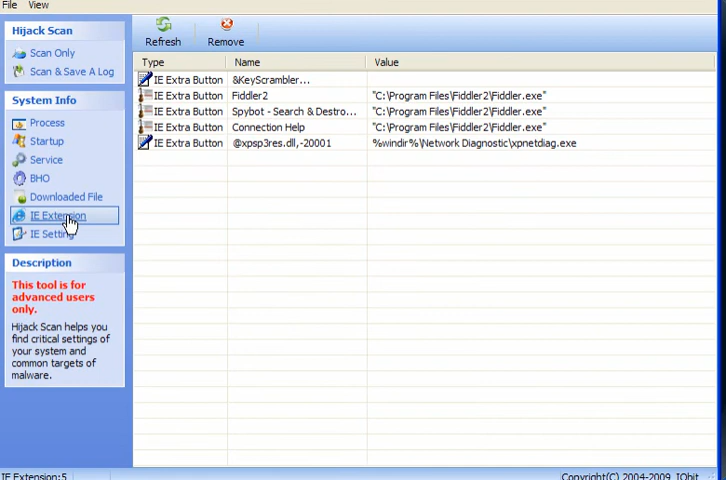 File View
Hijack Scan
Scan Only
Scan & Save A Log
System Info
Process
Startup
Service
BHO
Downloaded File
IE Extension
IE Setting
Description
This tool is for
advanced users
only.
Hijack Scan helps you
find critical settings of
your system and
common targets of
malware.
Refresh Remove
Type Name Value
IE Extra Button &KeyScrambler...
IE Extra Button Fiddler2 "C:\Program Files\Fiddler2\Fiddler.exe"
IE Extra Button Spybot - Search & Destro... "C:\Program Files\Fiddler2\Fiddler.exe"
IE Extra Button Connection Help "C:\Program Files\Fiddler2\Fiddler.exe"
IE Extra Button @xpsp3res.dll,-20001 %windir%\Network Diagnostic\xpnetdiag.exe
IE Extension:5 Copyright(C) 2004-2009 IObit